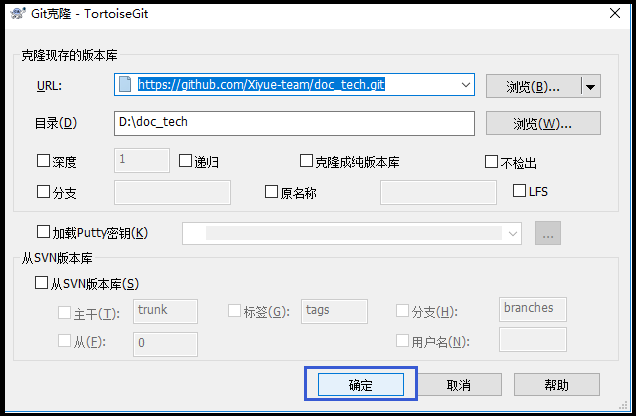 Git克隆 - TortoiseGit
克隆现存的版本库
URL: https://github.com/Xiyue-team/doc_tech.git 浏览(B)...
目录(D) D:\doc_tech 浏览(W)...
深度 1 递归 克隆成纯版本库 不检出
分支 原名称 LFS
加载Putty密钥(K) ...
从SVN版本库
从SVN版本库(S)
主干(T): trunk 标签(G): tags 分支(H): branches
从(F): 0 用户名(N):
确定 取消 帮助